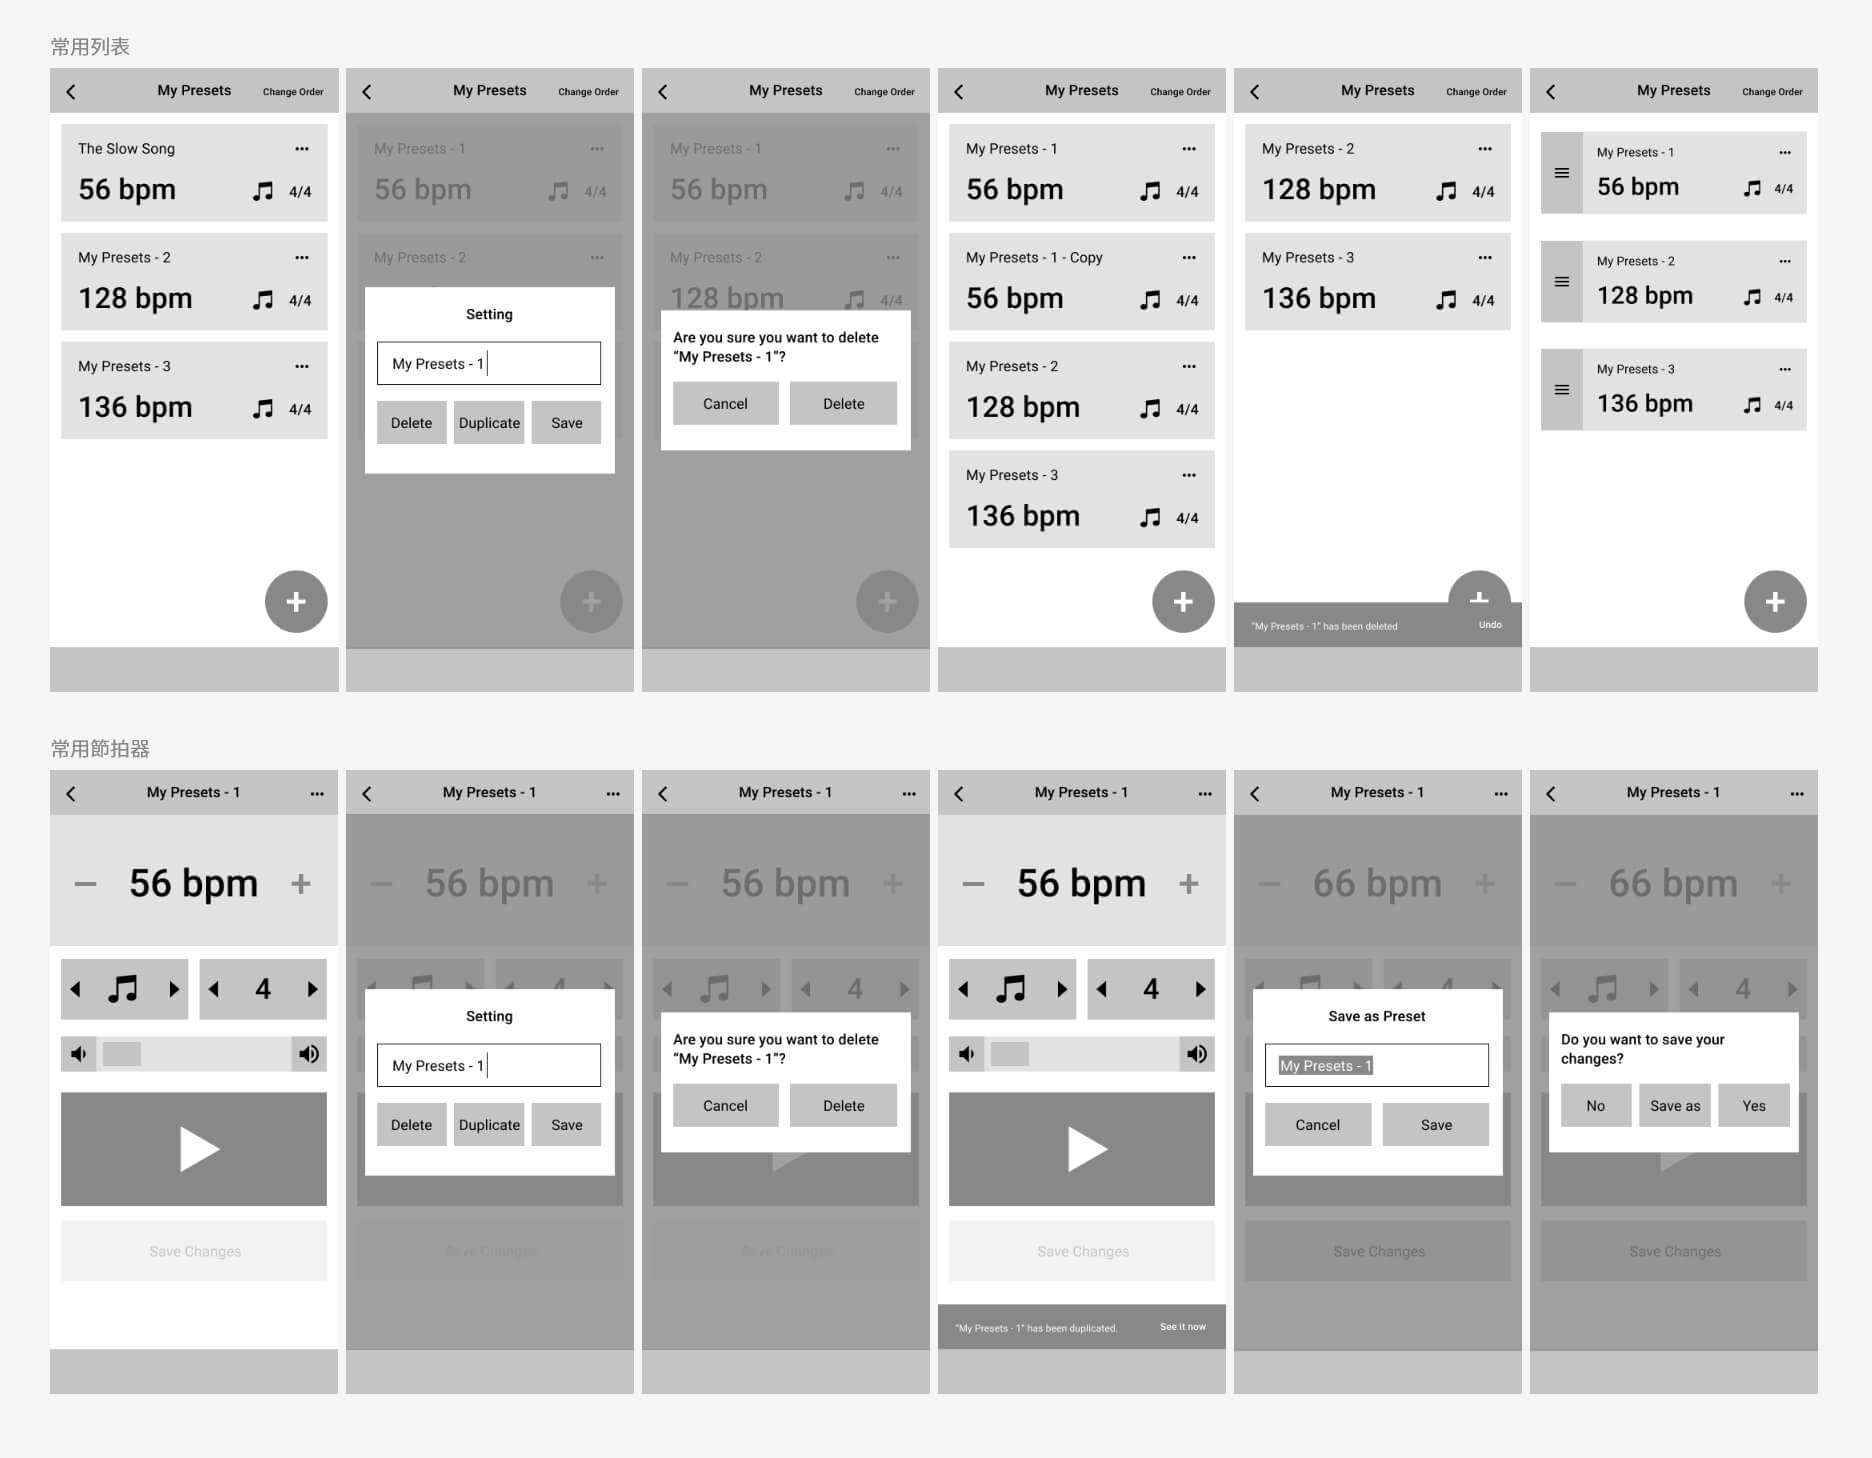 常用列表
My Presets
Change Order
The Slow Song
56 bpm
4/4
My Presets - 2
128 bpm
4/4
My Presets - 3
136 bpm
4/4
My Presets
Change Order
My Presets - 1
56 bpm
4/4
My Presets - 2
Setting
My Presets - 1
Delete
Duplicate
Save
My Presets
Change Order
My Presets - 1
56 bpm
4/4
My Presets - 2
128 bpm
4/4
Are you sure you want to delete
“My Presets - 1”?
Cancel
Delete
My Presets
Change Order
My Presets - 1
56 bpm
4/4
My Presets - 1 - Copy
56 bpm
4/4
My Presets - 2
128 bpm
4/4
My Presets - 3
136 bpm
4/4
My Presets
Change Order
My Presets - 2
128 bpm
4/4
My Presets - 3
136 bpm
4/4
“My Presets - 1” has been deleted
Undo
My Presets
Change Order
My Presets - 1
56 bpm
4/4
My Presets - 2
128 bpm
4/4
My Presets - 3
136 bpm
4/4
常用節拍器
My Presets - 1
56 bpm
4
Save Changes
My Presets - 1
56 bpm
4
Setting
My Presets - 1
Delete
Duplicate
Save
Save Changes
My Presets - 1
56 bpm
4
Are you sure you want to delete
“My Presets - 1”?
Cancel
Delete
Save Changes
My Presets - 1
56 bpm
4
Save Changes
“My Presets - 1” has been duplicated.
See it now
My Presets - 1
66 bpm
4
Save as Preset
My Presets - 1
Cancel
Save
Save Changes
My Presets - 1
66 bpm
4
Do you want to save your
changes?
No
Save as
Yes
Save Changes